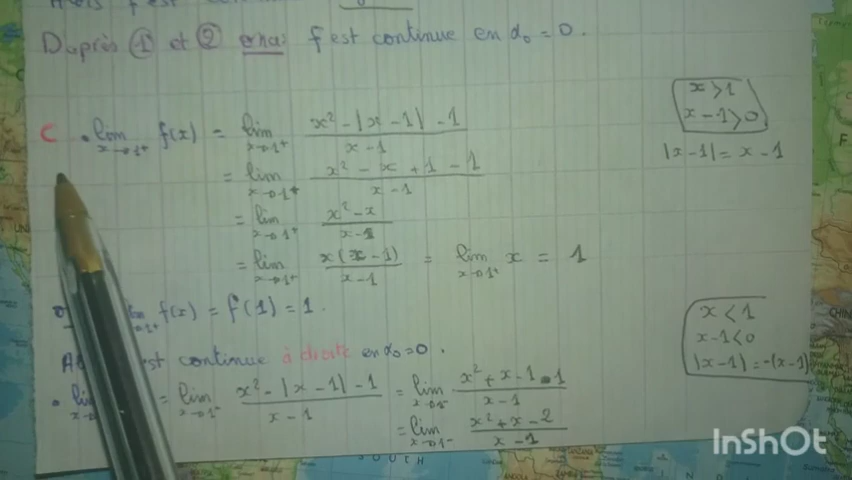 D'après ① et ② ona: f est continue en x₀ = 0.
C • lim x→1⁺ f(x) = lim x→1⁺ (x² - |x - 1| - 1)/(x - 1)
= lim x→1⁺ (x² - x + 1 - 1)/(x - 1)
= lim x→1⁺ (x² - x)/(x - 1)
= lim x→1⁺ x(x - 1)/(x - 1) = lim x→1⁺ x = 1
x > 1
x - 1 > 0
|x - 1| = x - 1
f(x) = f(1) = 1.
est continue à droite en x₀ = 0.
• = lim x→1⁻ (x² - |x - 1| - 1)/(x - 1) = lim x→1⁻ (x² + x - 1 - 1)/(x - 1)
= lim x→1⁻ (x² + x - 2)/(x - 1)
x < 1
x - 1 < 0
|x - 1| = -(x - 1)
InShOt